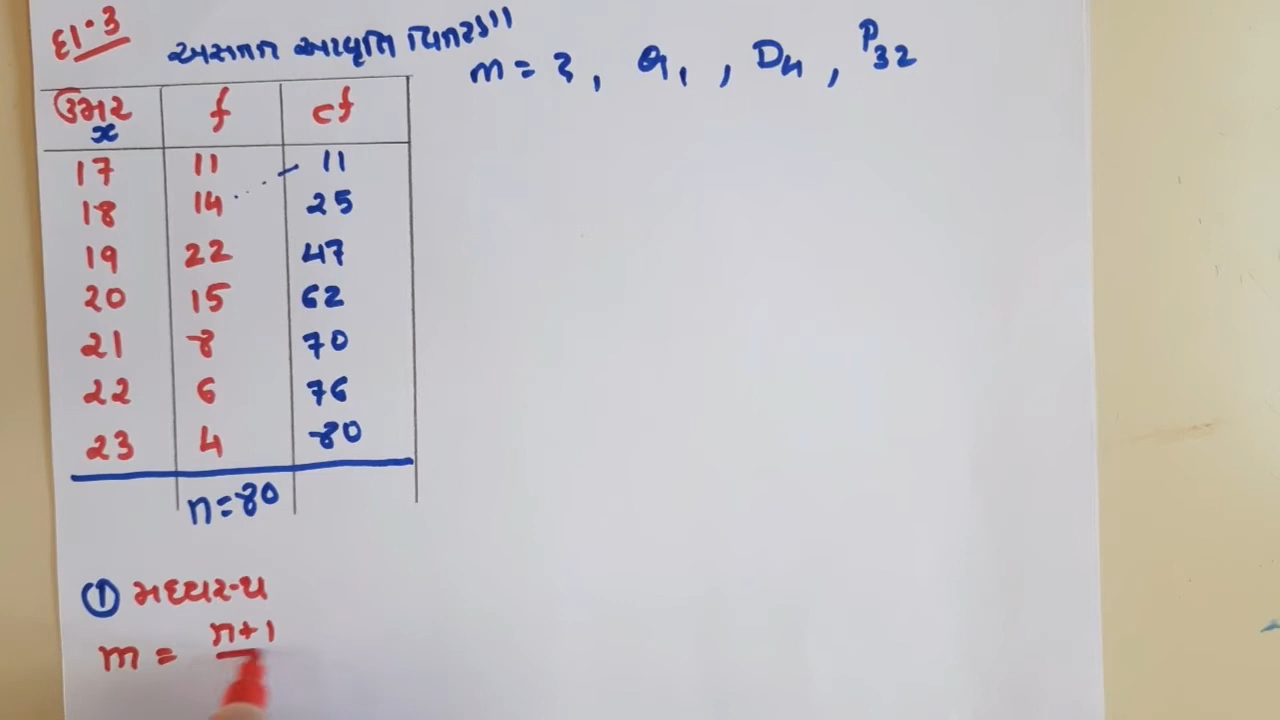 દા.3
અસતત આવૃત્તિ વિતરણ"
m = ?, Q₁, D₄, P₃₂
ઉંમર x f cf
17 11 11
18 14 25
19 22 47
20 15 62
21 8 70
22 6 76
23 4 80
n=80
① મધ્યસ્થ
m = n+1